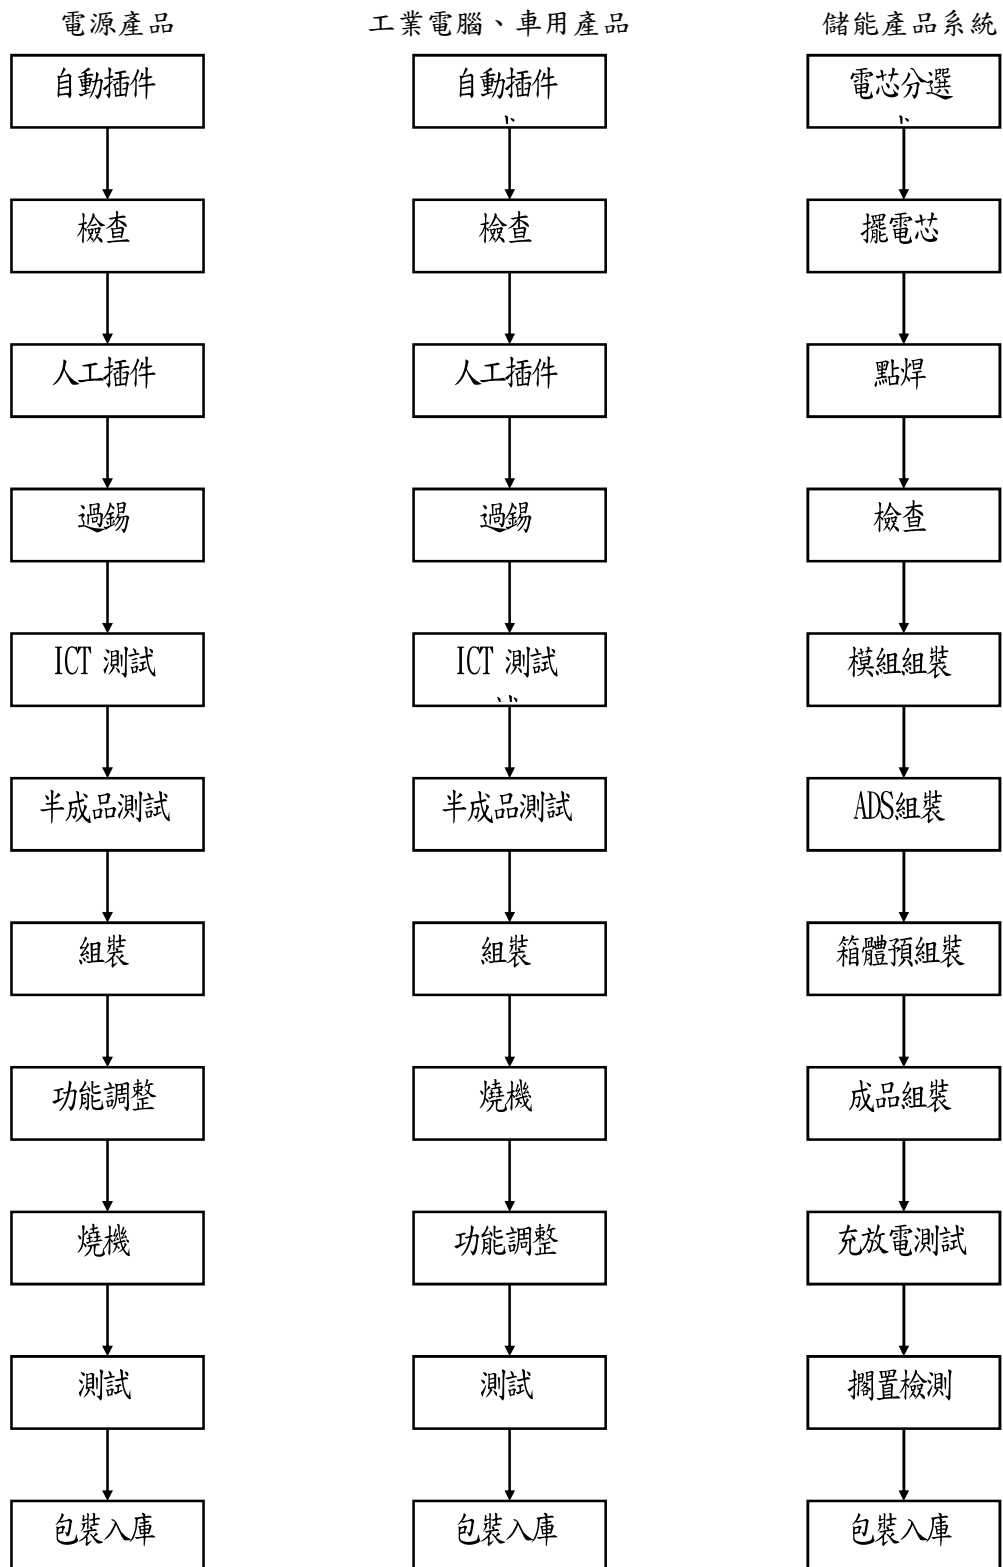 電源產品
自動插件
檢查
人工插件
過錫
ICT 測試
半成品測試
組裝
功能調整
燒機
測試
包裝入庫
工業電腦、車用產品
自動插件
檢查
人工插件
過錫
ICT 測試
半成品測試
組裝
燒機
功能調整
測試
包裝入庫
儲能產品系統
電芯分選
擺電芯
點焊
檢查
模組組裝
ADS組裝
箱體預組裝
成品組裝
充放電測試
擱置檢測
包裝入庫